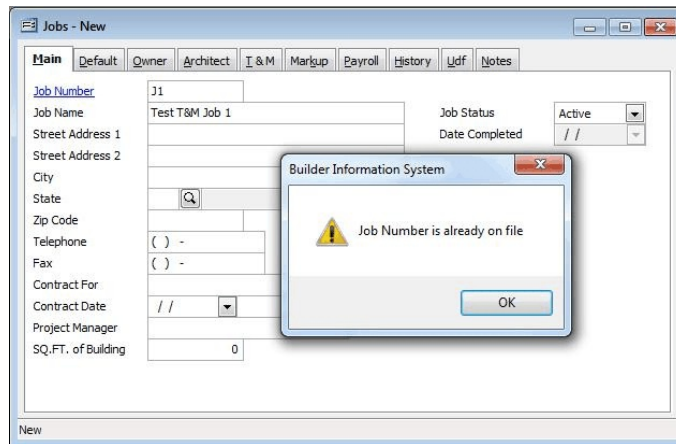 Jobs - New
Main Default Owner Architect T & M Markup Payroll History Udf Notes
Job Number J1
Job Name Test T&M Job 1 Job Status Active
Street Address 1 Date Completed / /
Street Address 2
City
State
Zip Code
Telephone ( ) -
Fax ( ) -
Contract For
Contract Date / /
Project Manager
SQ.FT. of Building 0
Builder Information System
Job Number is already on file
OK
New